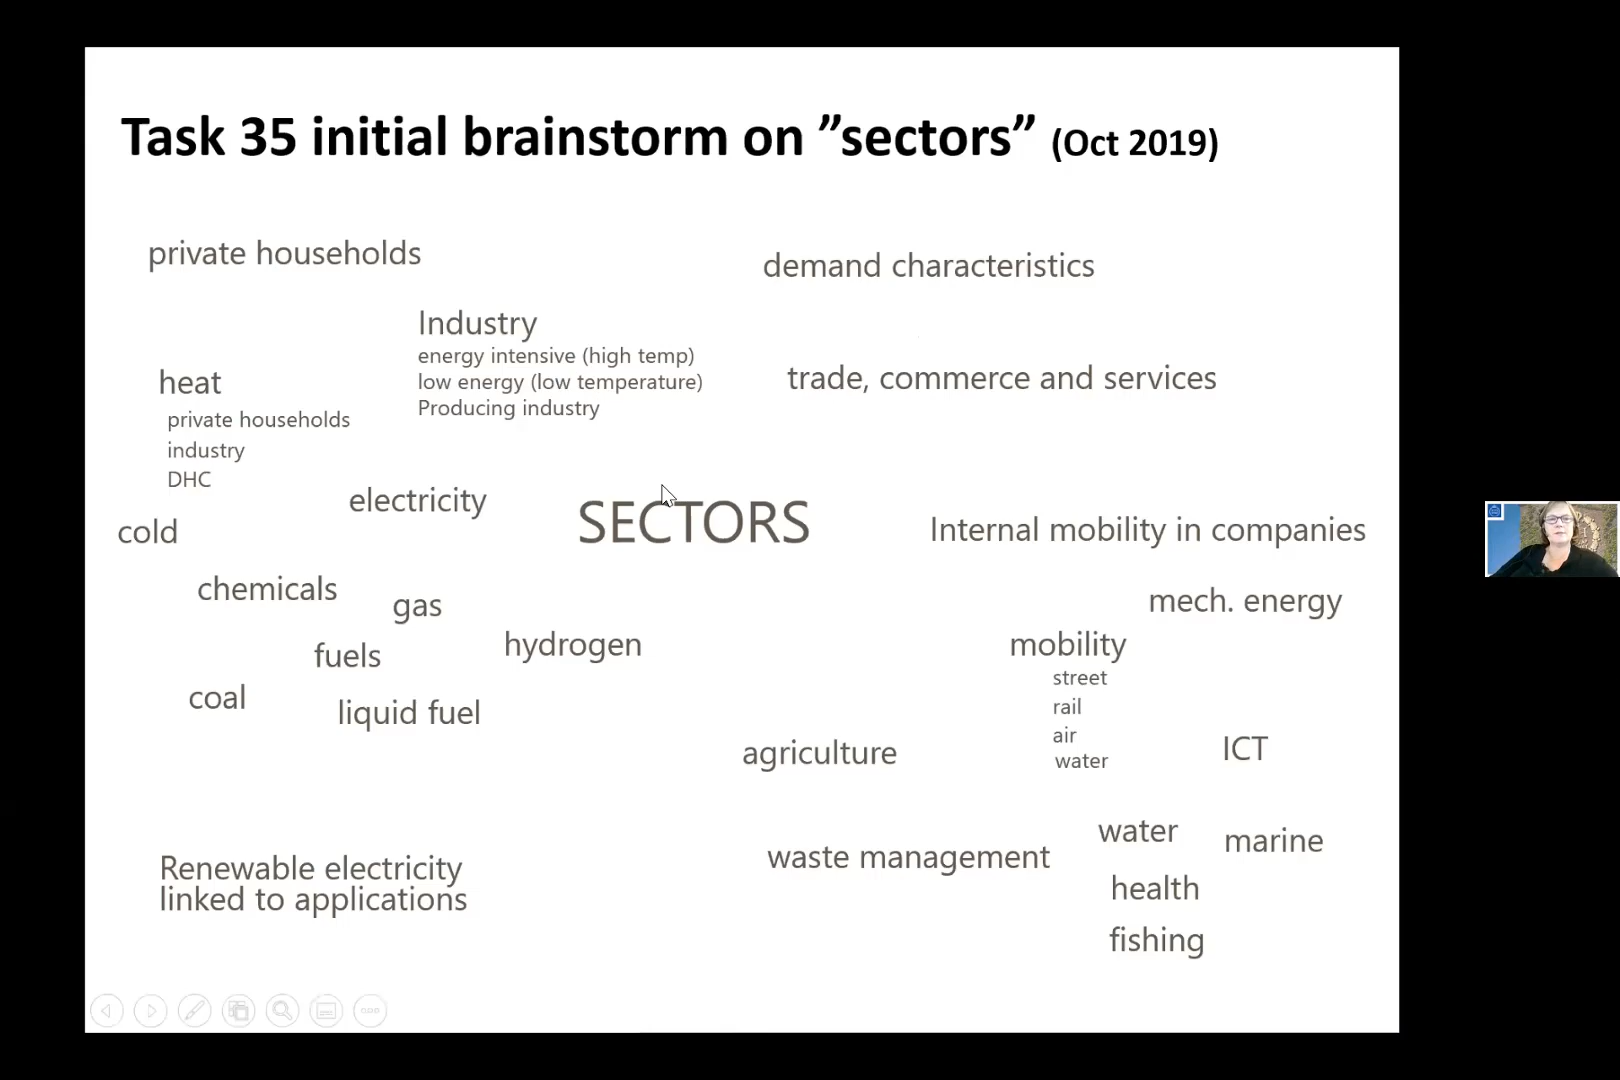 Task 35 initial brainstorm on ”sectors” (Oct 2019)
private households
demand characteristics
Industry
energy intensive (high temp)
low energy (low temperature)
Producing industry
trade, commerce and services
heat
private households
industry
DHC
electricity
SECTORS
cold
Internal mobility in companies
chemicals
gas
mech. energy
hydrogen
mobility
street
rail
air
water
fuels
coal
liquid fuel
agriculture
ICT
water
marine
waste management
health
fishing
Renewable electricity
linked to applications